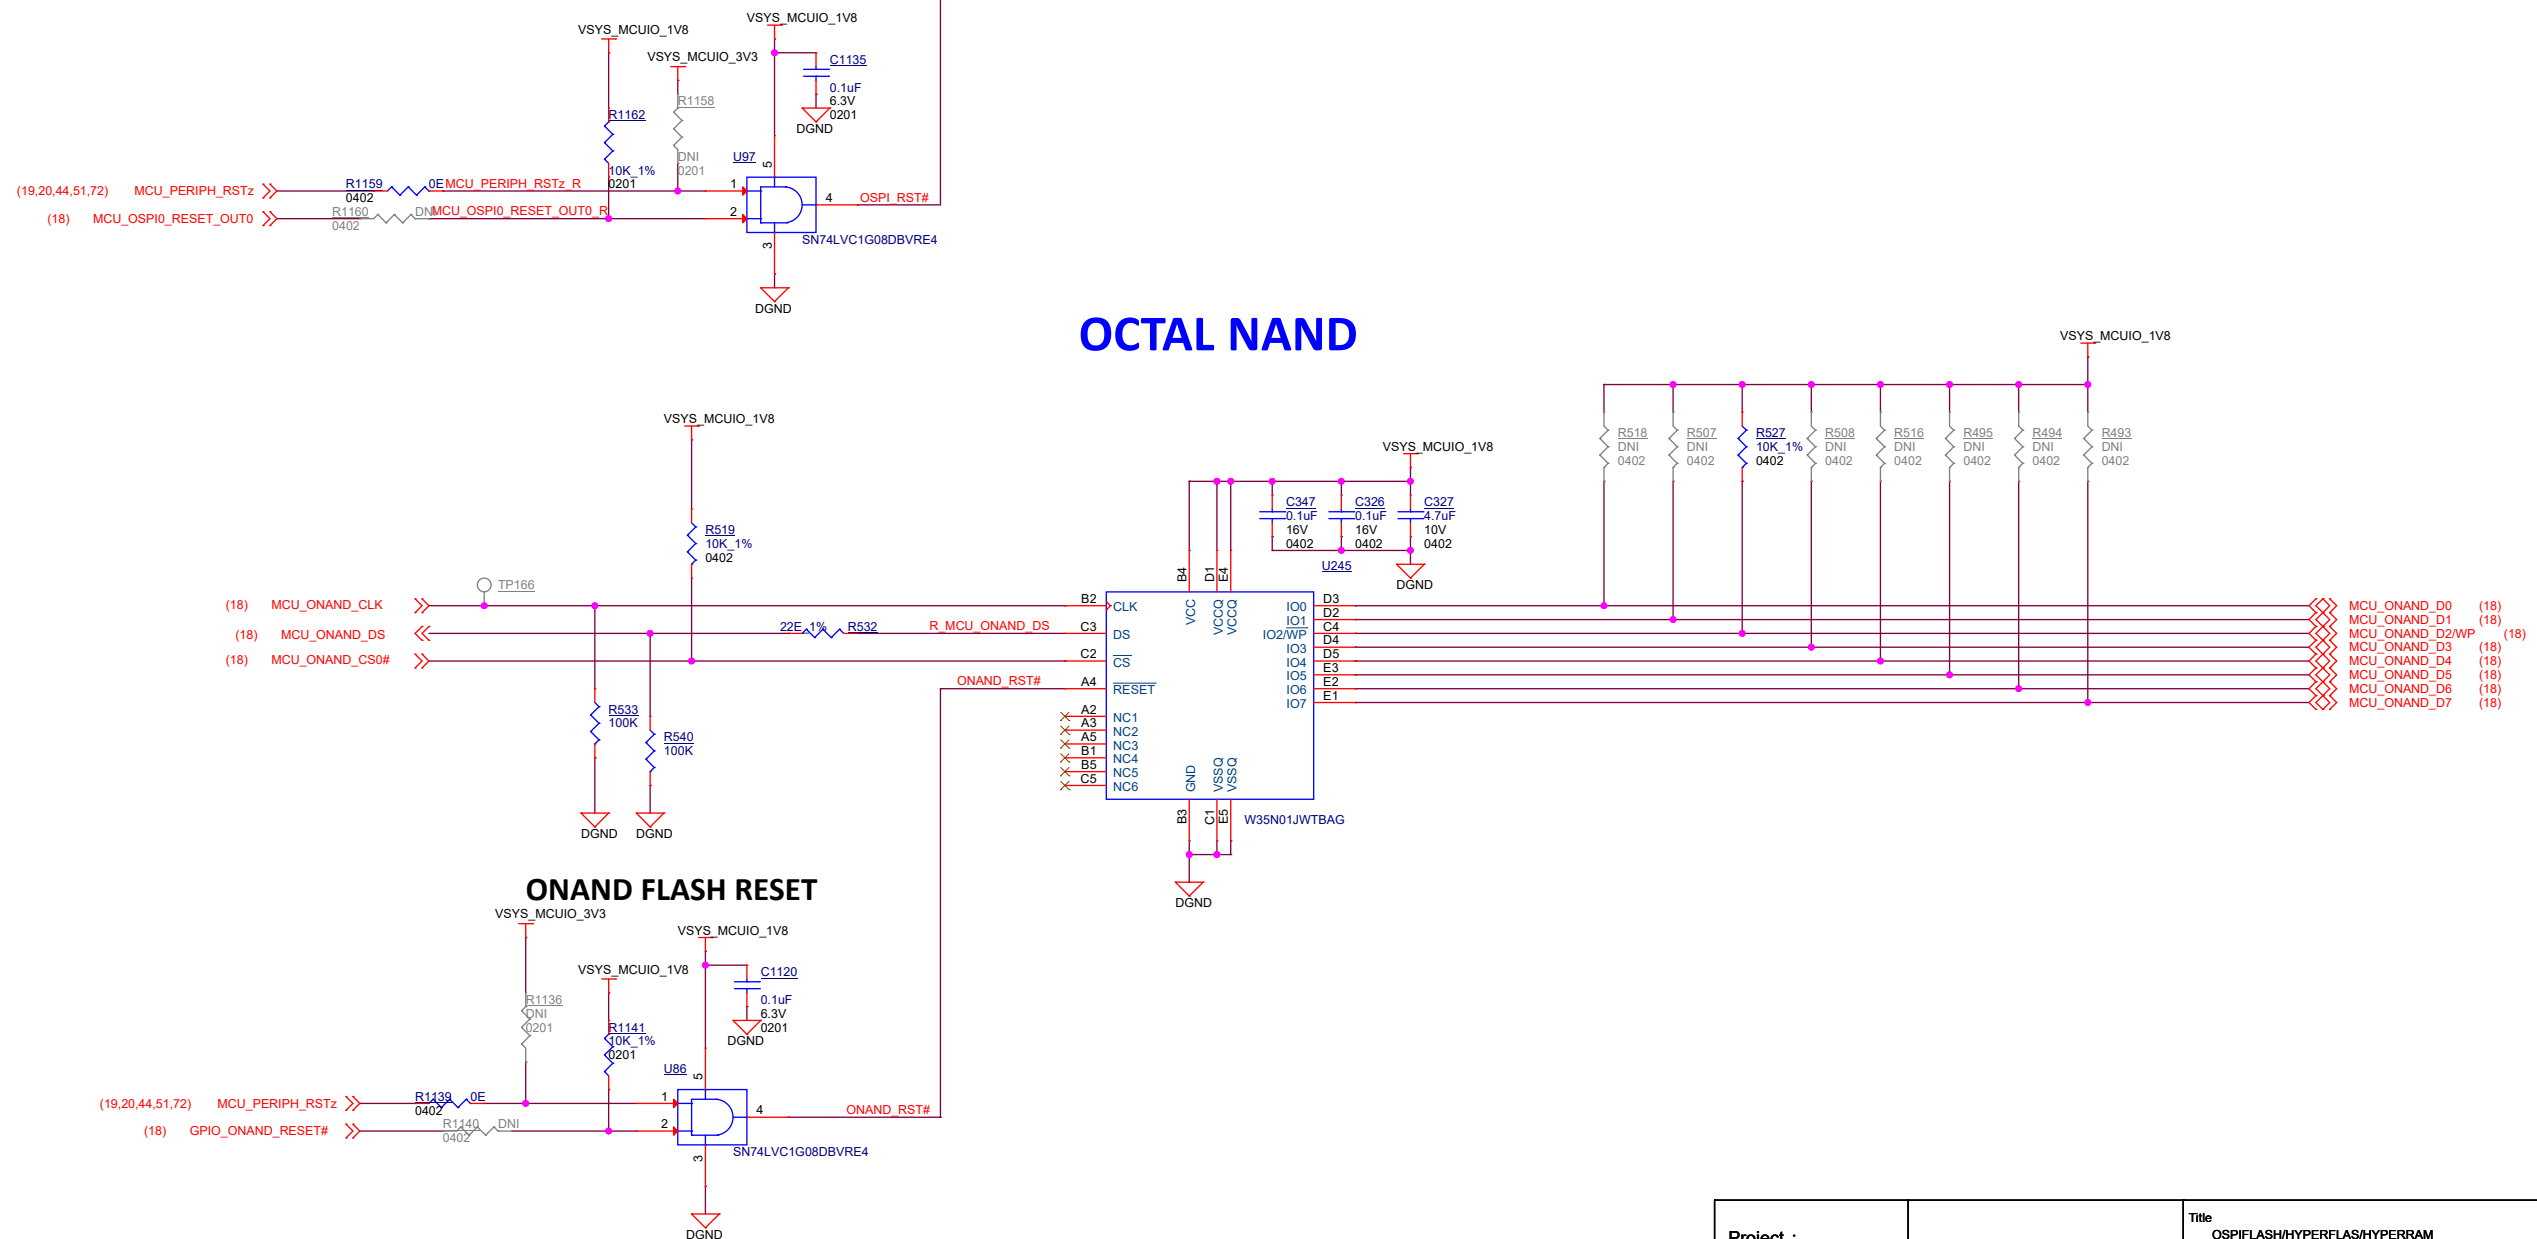 VSYS_MCUIO_1V8
VSYS_MCUIO_1V8
VSYS_MCUIO_3V3
C1135
0.1uF
6.3V
0201
DGND
R1158
DNI
0201
R1162
10K_1%
0201
U97
5
(19,20,44,51,72) MCU_PERIPH_RSTz R1159 0E MCU_PERIPH_RSTz_R 1
0402
4 OSPI_RST#
(18) MCU_OSPI0_RESET_OUT0 R1160 DNI MCU_OSPI0_RESET_OUT0_R 2
0402
SN74LVC1G08DBVRE4
3
DGND
OCTAL NAND
VSYS_MCUIO_1V8
R518 R507 R527 R508 R516 R495 R494 R493
DNI DNI 10K_1% DNI DNI DNI DNI DNI
0402 0402 0402 0402 0402 0402 0402 0402
VSYS_MCUIO_1V8
VSYS_MCUIO_1V8
C347 C326 C327
0.1uF 0.1uF 4.7uF
16V 16V 10V
0402 0402 0402
R519
10K_1%
0402
U245
DGND
TP166
B4 D1 E4
VCC VCCQ VCCQ
(18) MCU_ONAND_CLK B2 CLK
(18) MCU_ONAND_DS 22E_1% R532 R_MCU_ONAND_DS C3 DS
(18) MCU_ONAND_CS0# C2 CS
ONAND_RST# A4 RESET
A2 NC1
A3 NC2
A5 NC3
B1 NC4
B5 NC5
C5 NC6
IO0 D3 MCU_ONAND_D0 (18)
IO1 D2 MCU_ONAND_D1 (18)
IO2/WP C4 MCU_ONAND_D2/WP (18)
IO3 D4 MCU_ONAND_D3 (18)
IO4 D5 MCU_ONAND_D4 (18)
IO5 E3 MCU_ONAND_D5 (18)
IO6 E2 MCU_ONAND_D6 (18)
IO7 E1 MCU_ONAND_D7 (18)
GND VSSQ VSSQ
B3 C1 E5
W35N01JWTBAG
DGND
R533
100K
R540
100K
DGND DGND
ONAND FLASH RESET
VSYS_MCUIO_3V3
VSYS_MCUIO_1V8
VSYS_MCUIO_1V8
C1120
0.1uF
6.3V
0201
DGND
R1136
DNI
0201
R1141
10K_1%
0201
U86
5
(19,20,44,51,72) MCU_PERIPH_RSTz R1139 0E 1
0402
4 ONAND_RST#
(18) GPIO_ONAND_RESET# R1140 DNI 2
0402
SN74LVC1G08DBVRE4
3
DGND
Project :
Title
OSPIFLASH/HYPERFLAS/HYPERRAM